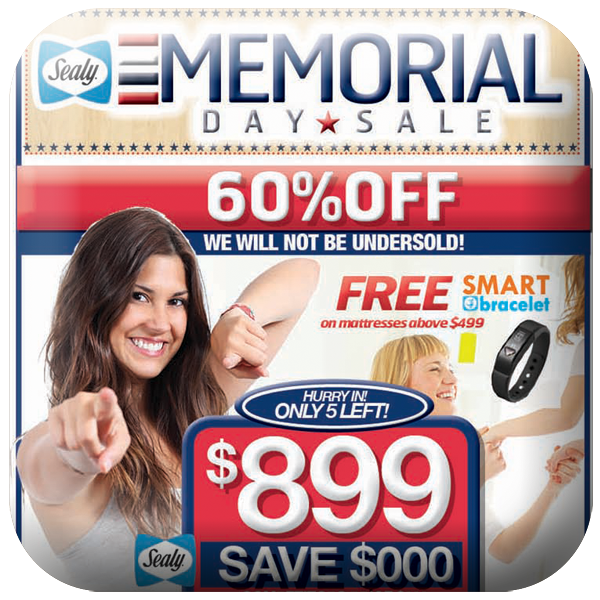 Sealy
MEMORIAL
DAY★SALE
60%OFF
WE WILL NOT BE UNDERSOLD!
FREE SMART
bracelet
on mattresses above $499
HURRY IN!
ONLY 5 LEFT!
$899
Sealy
SAVE $000